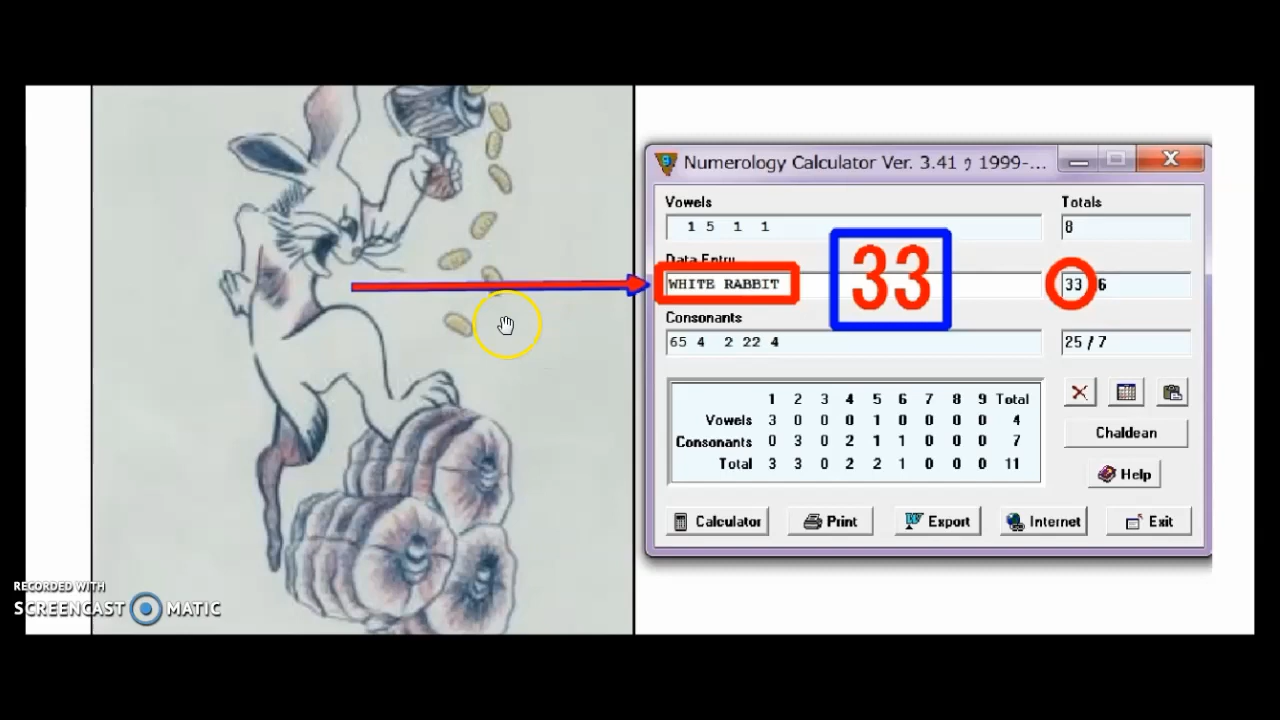 Numerology Calculator Ver. 3.41 ｸ 1999-...
Vowels
Totals
1 5 1 1
8
Data Entry
WHITE RABBIT
33
33 6
Consonants
65 4 2 22 4
25 / 7
1 2 3 4 5 6 7 8 9 Total
Vowels 3 0 0 0 1 0 0 0 0 4
Consonants 0 3 0 2 1 1 0 0 0 7
Total 3 3 0 2 2 1 0 0 0 11
Chaldean
Help
Calculator
Print
Export
Internet
Exit
RECORDED WITH
SCREENCAST MATIC